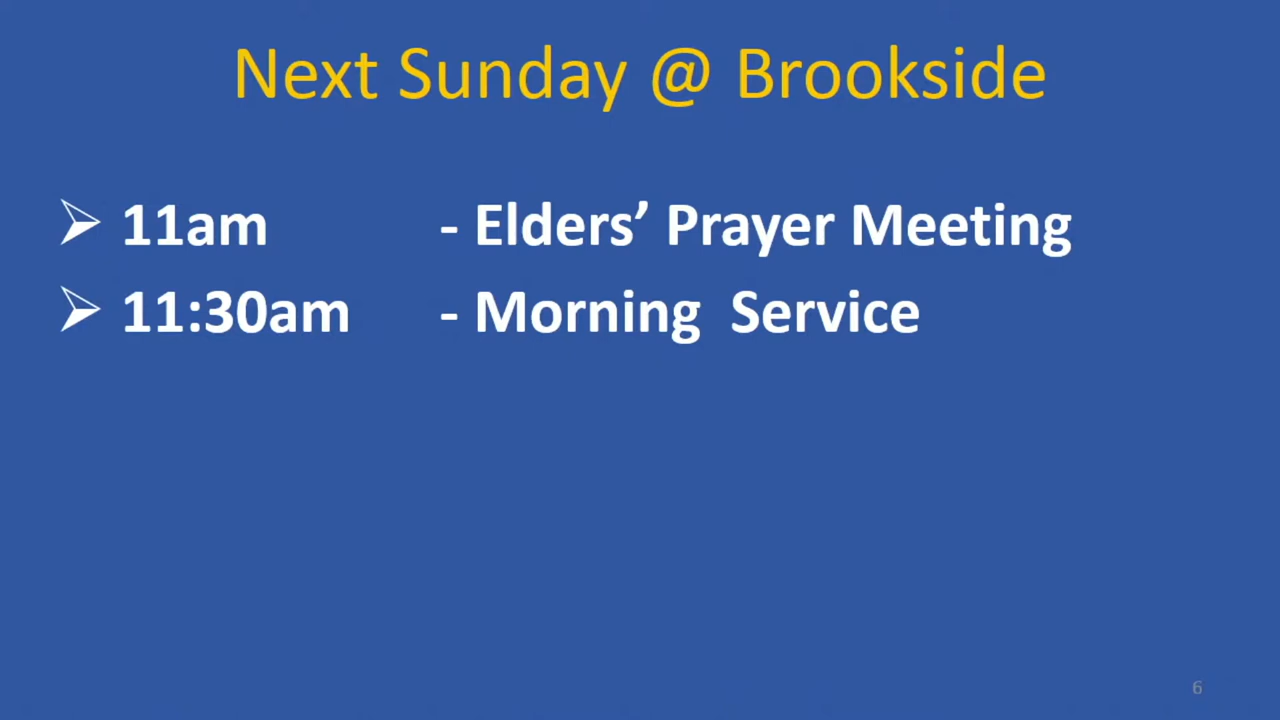 Next Sunday @ Brookside
➢ 11am - Elders’ Prayer Meeting
➢ 11:30am - Morning  Service
6